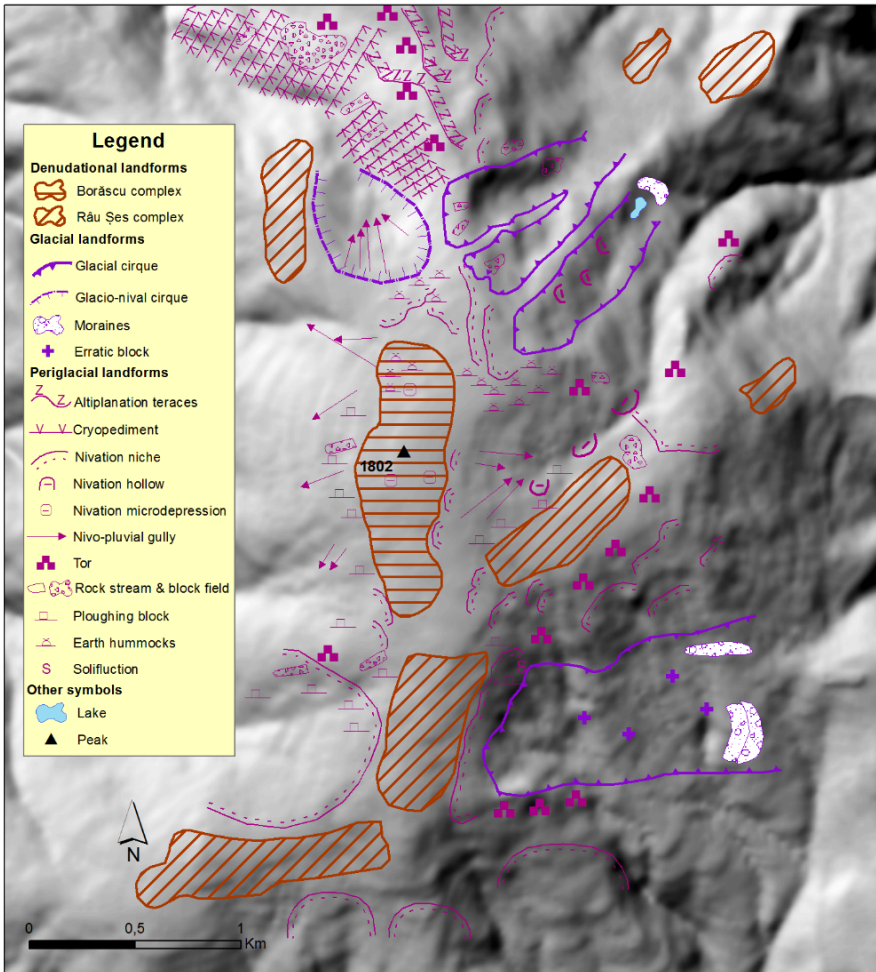 Legend
Denudational landforms
Borăscu complex
Râu Șes complex
Glacial landforms
Glacial cirque
Glacio-nival cirque
Moraines
Erratic block
Periglacial landforms
Altiplanation teraces
Cryopediment
Nivation niche
Nivation hollow
Nivation microdepression
Nivo-pluvial gully
Tor
Rock stream & block field
Ploughing block
Earth hummocks
Solifluction
Other symbols
Lake
Peak
1802
N
0 0,5 1
Km